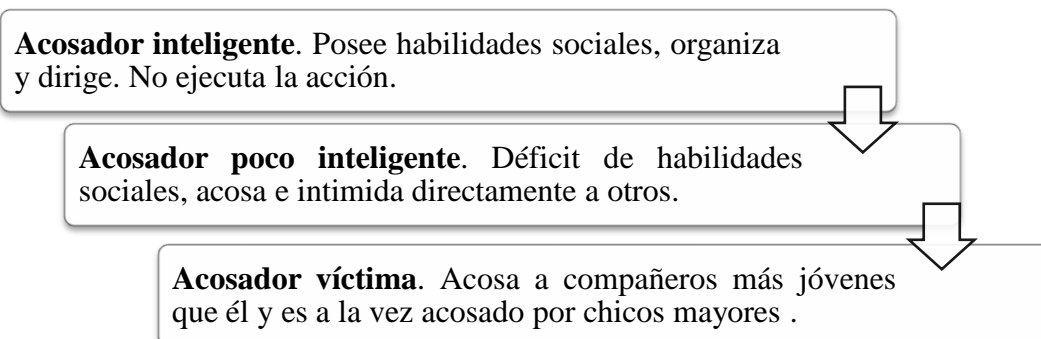 Acosador inteligente. Posee habilidades sociales, organiza
y dirige. No ejecuta la acción.
Acosador poco inteligente. Déficit de habilidades
sociales, acosa e intimida directamente a otros.
Acosador víctima. Acosa a compañeros más jóvenes
que él y es a la vez acosado por chicos mayores .